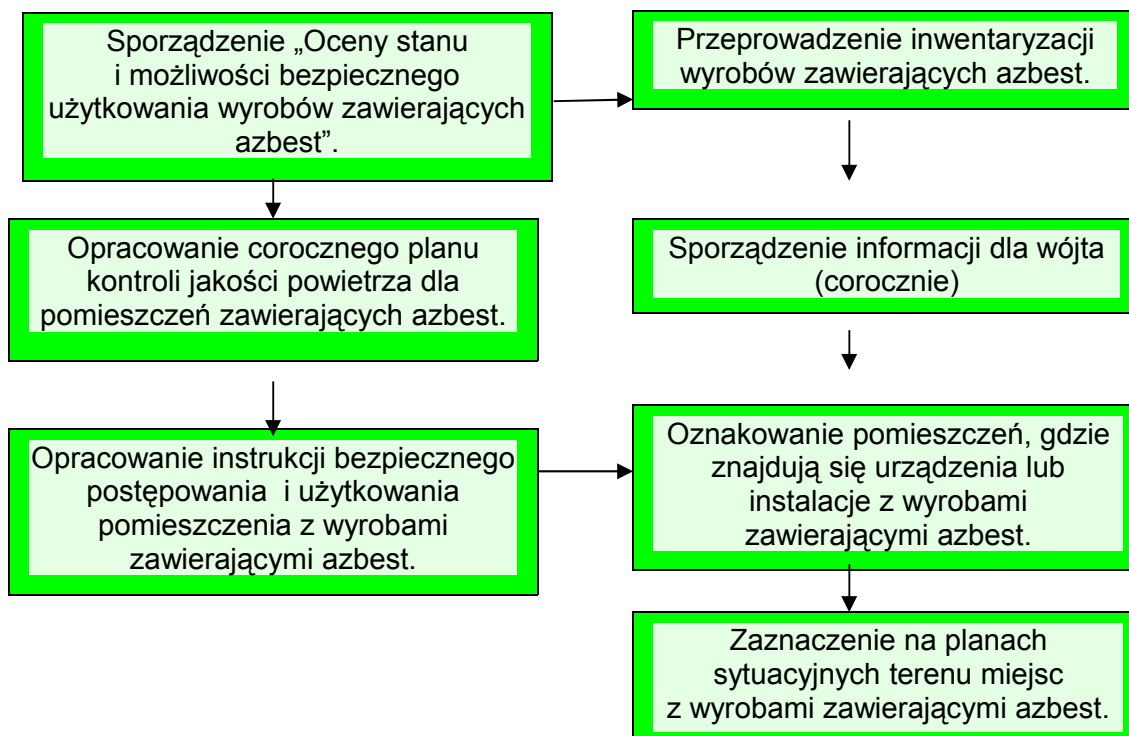 Sporządzenie „Oceny stanu
i możliwości bezpiecznego
użytkowania wyrobów zawierających
azbest”.
Przeprowadzenie inwentaryzacji
wyrobów zawierających azbest.
Opracowanie corocznego planu
kontroli jakości powietrza dla
pomieszczeń zawierających azbest.
Sporządzenie informacji dla wójta
(corocznie)
Opracowanie instrukcji bezpiecznego
postępowania i użytkowania
pomieszczenia z wyrobami
zawierającymi azbest.
Oznakowanie pomieszczeń, gdzie
znajdują się urządzenia lub
instalacje z wyrobami
zawierającymi azbest.
Zaznaczenie na planach
sytuacyjnych terenu miejsc
z wyrobami zawierającymi azbest.